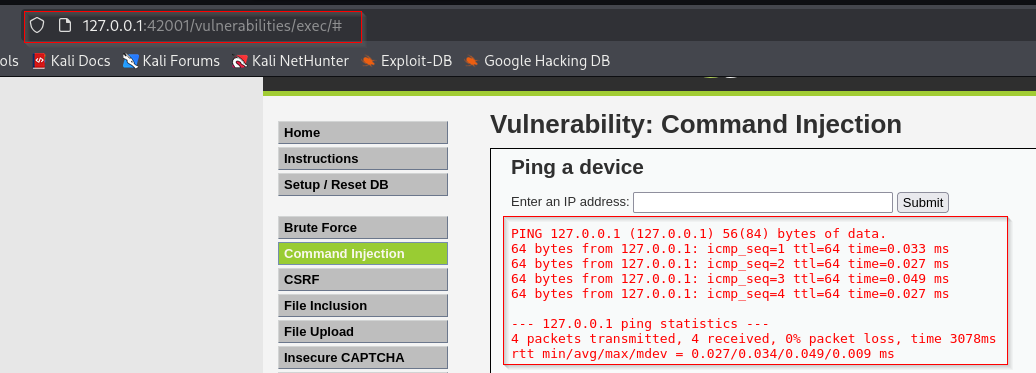 127.0.0.1:42001/vulnerabilities/exec/#
ols Kali Docs Kali Forums Kali NetHunter Exploit-DB Google Hacking DB
Home
Instructions
Setup / Reset DB
Brute Force
Command Injection
CSRF
File Inclusion
File Upload
Insecure CAPTCHA
Vulnerability: Command Injection
Ping a device
Enter an IP address: Submit
PING 127.0.0.1 (127.0.0.1) 56(84) bytes of data.
64 bytes from 127.0.0.1: icmp_seq=1 ttl=64 time=0.033 ms
64 bytes from 127.0.0.1: icmp_seq=2 ttl=64 time=0.027 ms
64 bytes from 127.0.0.1: icmp_seq=3 ttl=64 time=0.049 ms
64 bytes from 127.0.0.1: icmp_seq=4 ttl=64 time=0.027 ms
--- 127.0.0.1 ping statistics ---
4 packets transmitted, 4 received, 0% packet loss, time 3078ms
rtt min/avg/max/mdev = 0.027/0.034/0.049/0.009 ms